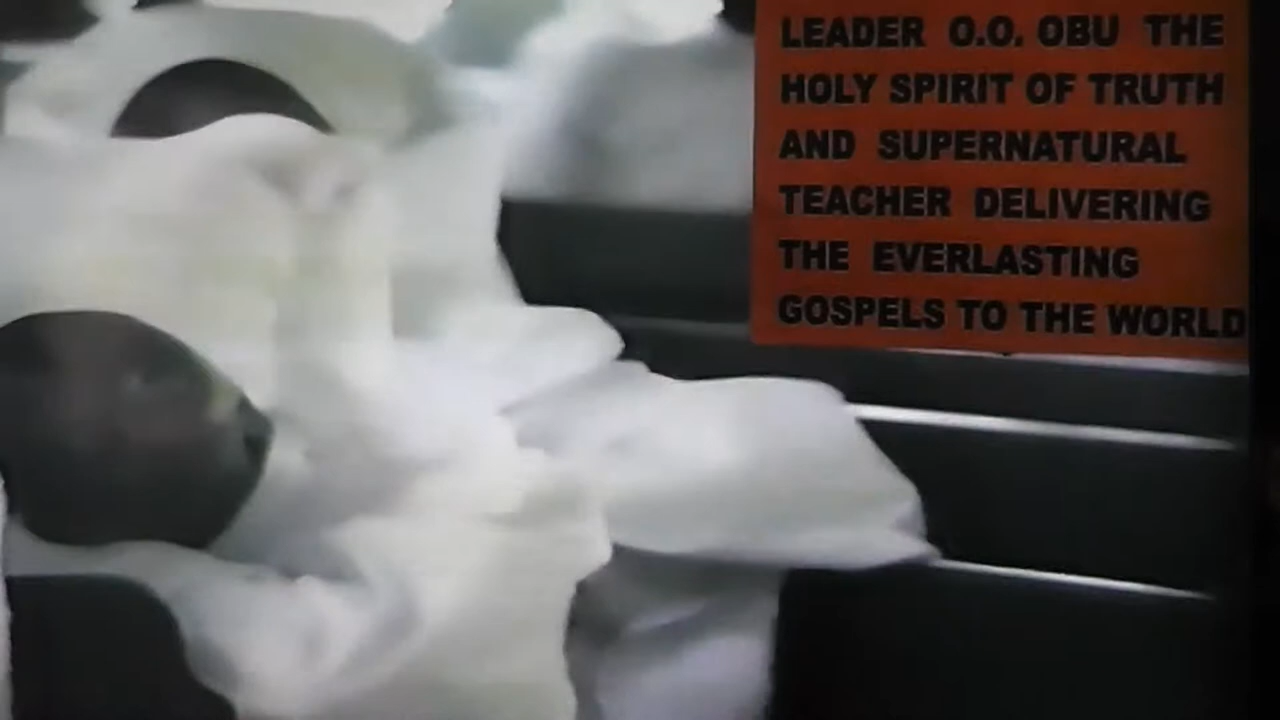 LEADER O.O. OBU THE
HOLY SPIRIT OF TRUTH
AND SUPERNATURAL
TEACHER DELIVERING
THE EVERLASTING
GOSPELS TO THE WORLD